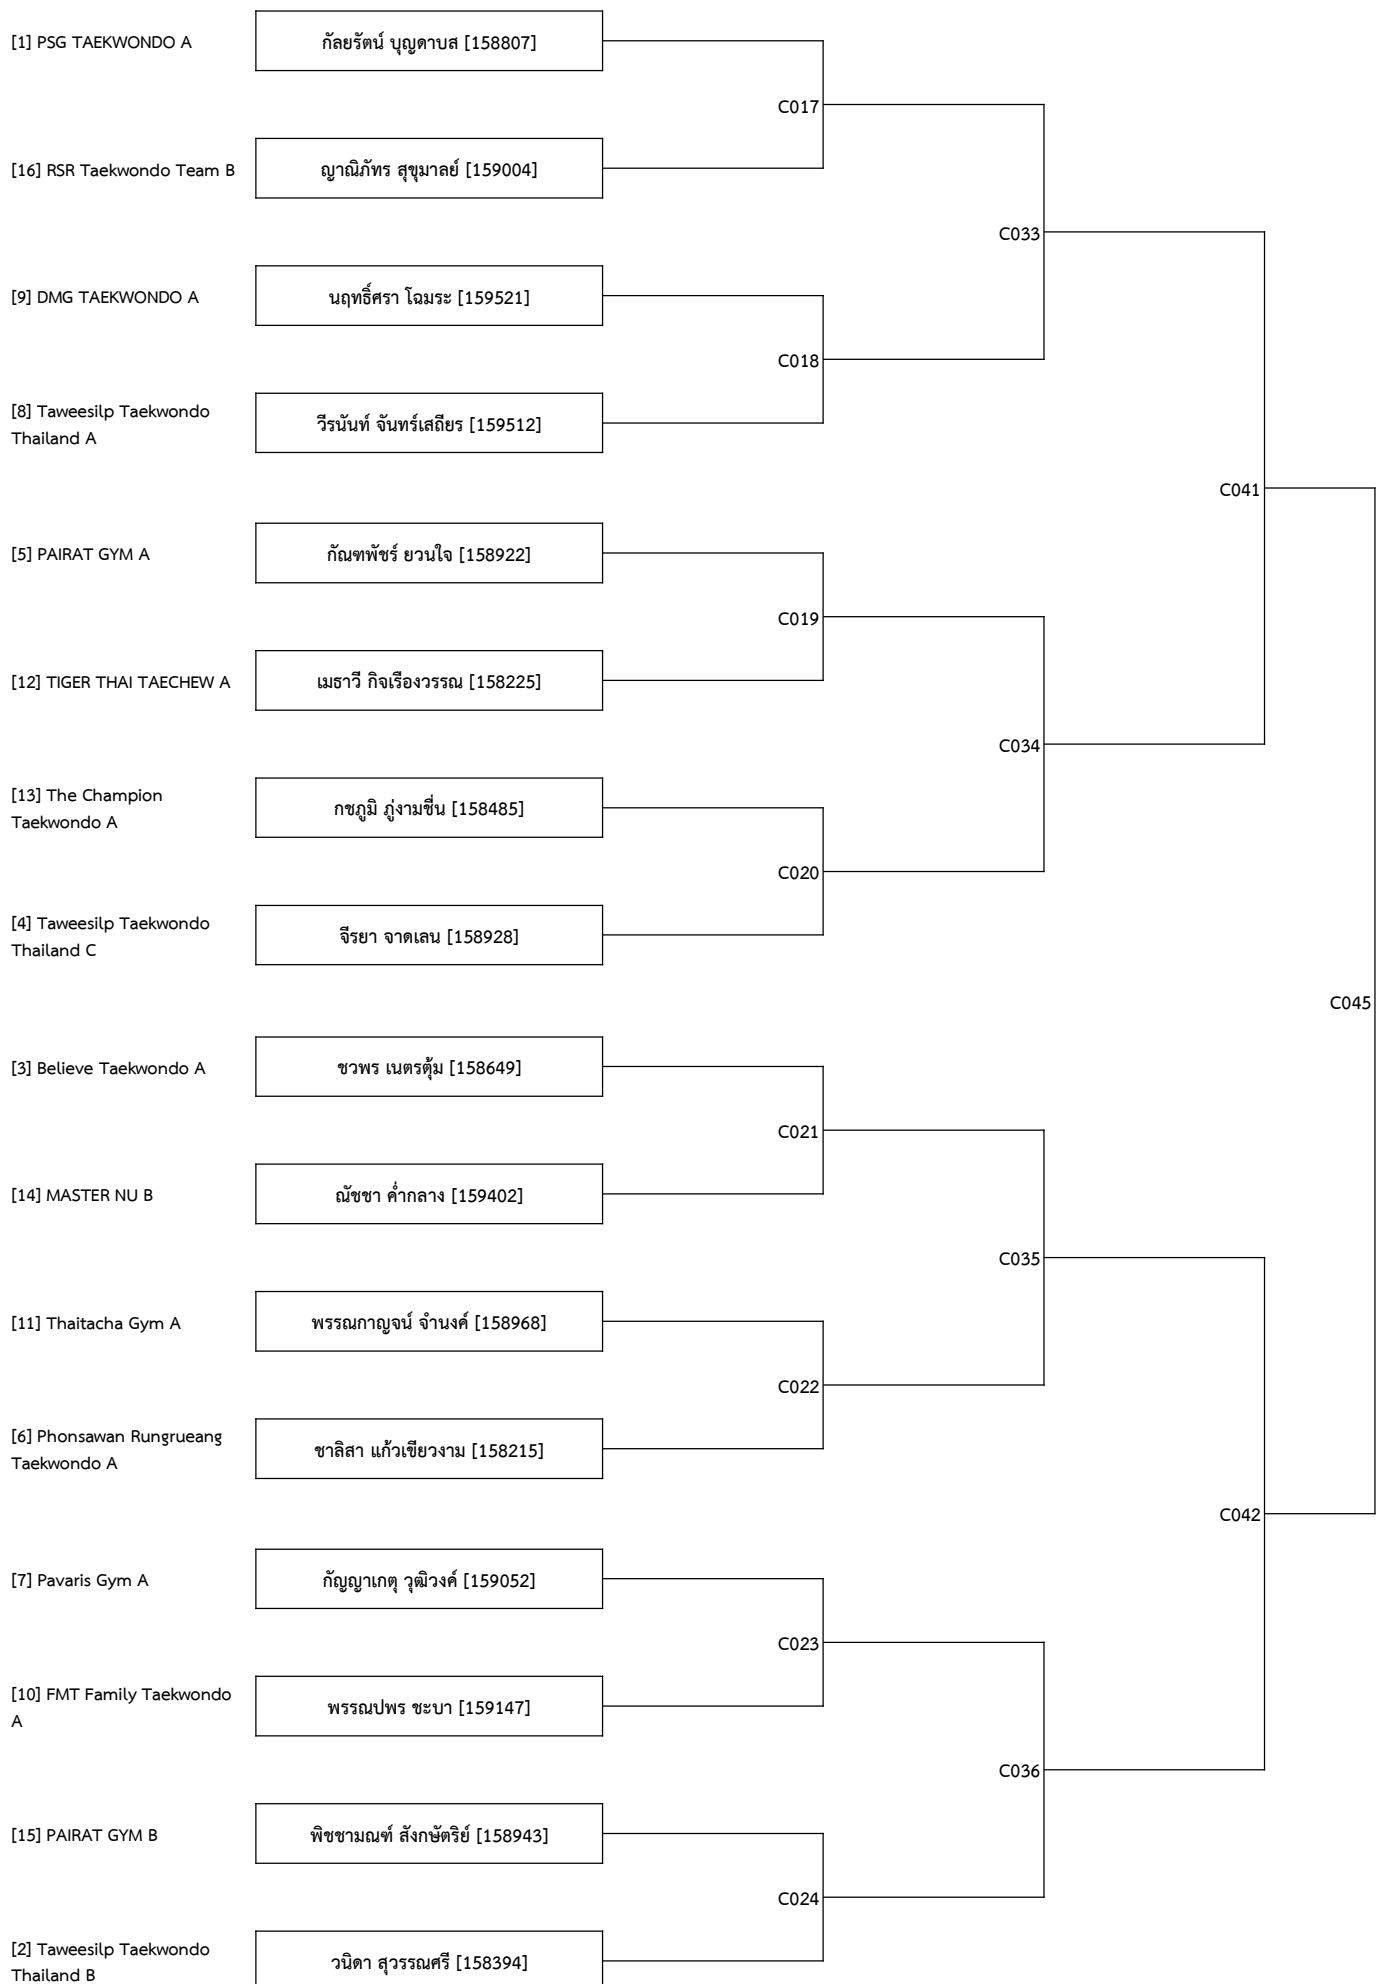 [1] PSG TAEKWONDO A
กัลยรัตน์ บุญดาบส [158807]
C017
[16] RSR Taekwondo Team B
ญาณิภัทร สุขุมาลย์ [159004]
C033
[9] DMG TAEKWONDO A
นฤทธิ์ศรา โฉมระ [159521]
C018
[8] Taweesilp Taekwondo
Thailand A
วีรนันท์ จันทร์เสถียร [159512]
C041
[5] PAIRAT GYM A
กัณฑพัชร์ ยวนใจ [158922]
C019
[12] TIGER THAI TAECHEW A
เมธาวี กิจเรืองวรรณ [158225]
C034
[13] The Champion
Taekwondo A
กชภูมิ ภู่งามชื่น [158485]
C020
[4] Taweesilp Taekwondo
Thailand C
จีรยา จาดเลน [158928]
C045
[3] Believe Taekwondo A
ชวพร เนตรตุ้ม [158649]
C021
[14] MASTER NU B
ณัชชา ค่ำกลาง [159402]
C035
[11] Thaitacha Gym A
พรรณกาญจน์ จำนงค์ [158968]
C022
[6] Phonsawan Rungrueang
Taekwondo A
ชาลิสา แก้วเขียวงาม [158215]
C042
[7] Pavaris Gym A
กัญญาเกตุ วุฒิวงค์ [159052]
C023
[10] FMT Family Taekwondo
A
พรรณปพร ชะบา [159147]
C036
[15] PAIRAT GYM B
พิชชามณฑ์ สังกษัตริย์ [158943]
C024
[2] Taweesilp Taekwondo
Thailand B
วนิดา สุวรรณศรี [158394]